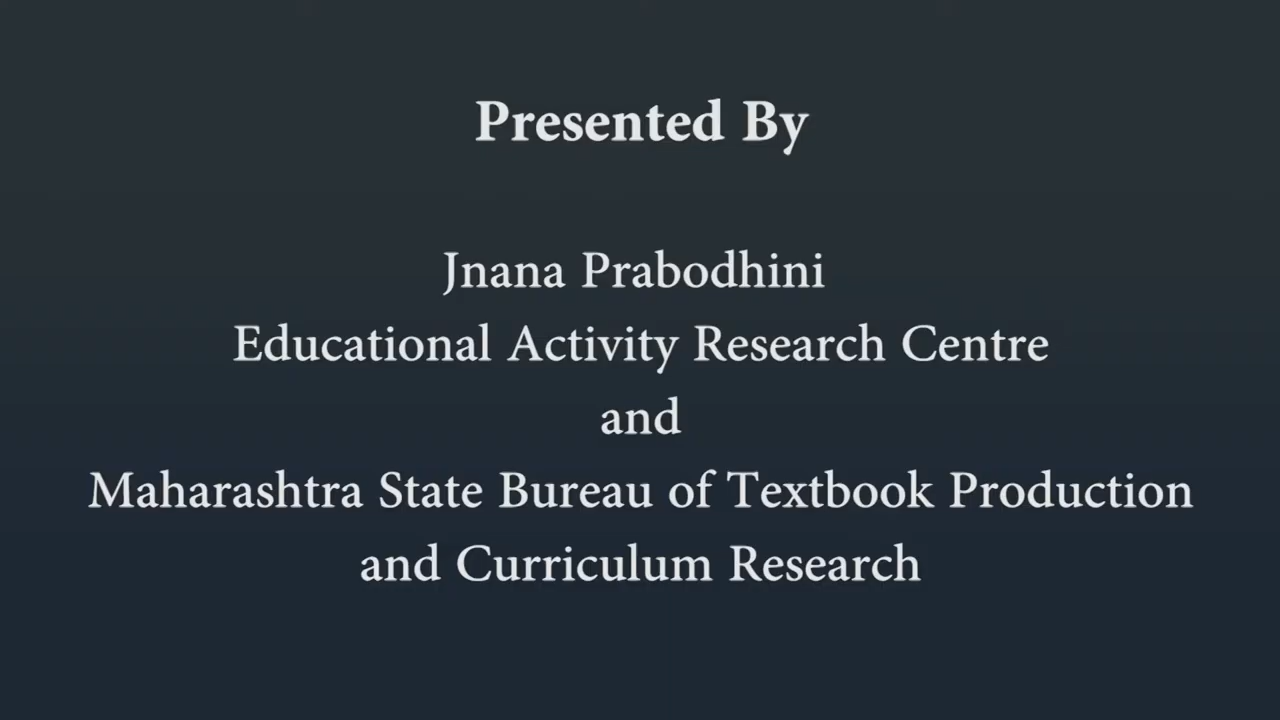 Presented By
Jnana Prabodhini
Educational Activity Research Centre
and
Maharashtra State Bureau of Textbook Production
and Curriculum Research